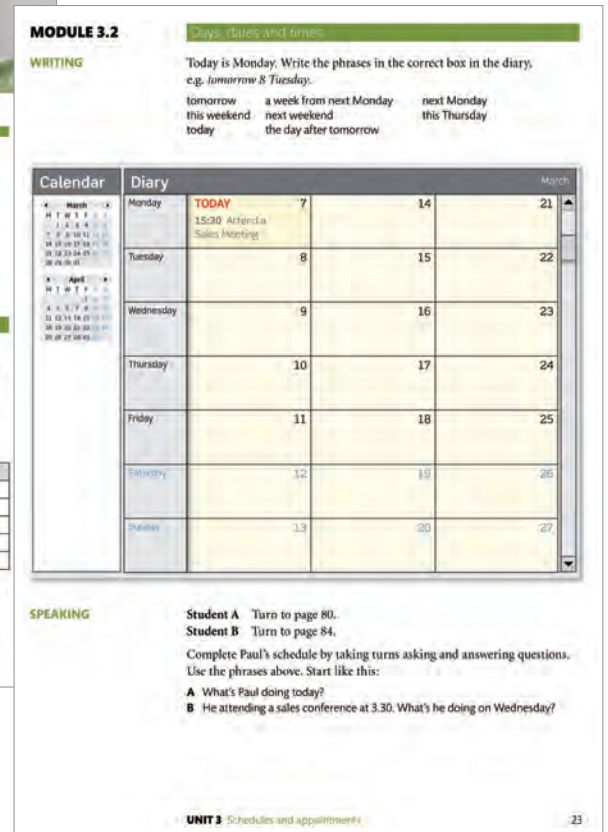 MODULE 3.2
Days, dates and times
WRITING
Today is Monday. Write the phrases in the correct box in the diary,
e.g. tomorrow 8 Tuesday.
tomorrow a week from next Monday next Monday
this weekend next weekend this Thursday
today the day after tomorrow
Calendar Diary March
March
M T W T F
April
M T W T F
Monday TODAY 7 14 21
15:30 Attend a
Sales Meeting
Tuesday 8 15 22
Wednesday 9 16 23
Thursday 10 17 24
Friday 11 18 25
Saturday 12 19 26
Sunday 13 20 27
SPEAKING
Student A Turn to page 80.
Student B Turn to page 84.
Complete Paul's schedule by taking turns asking and answering questions.
Use the phrases above. Start like this:
A What's Paul doing today?
B He attending a sales conference at 3.30. What's he doing on Wednesday?
UNIT 3 Schedules and appointments 23